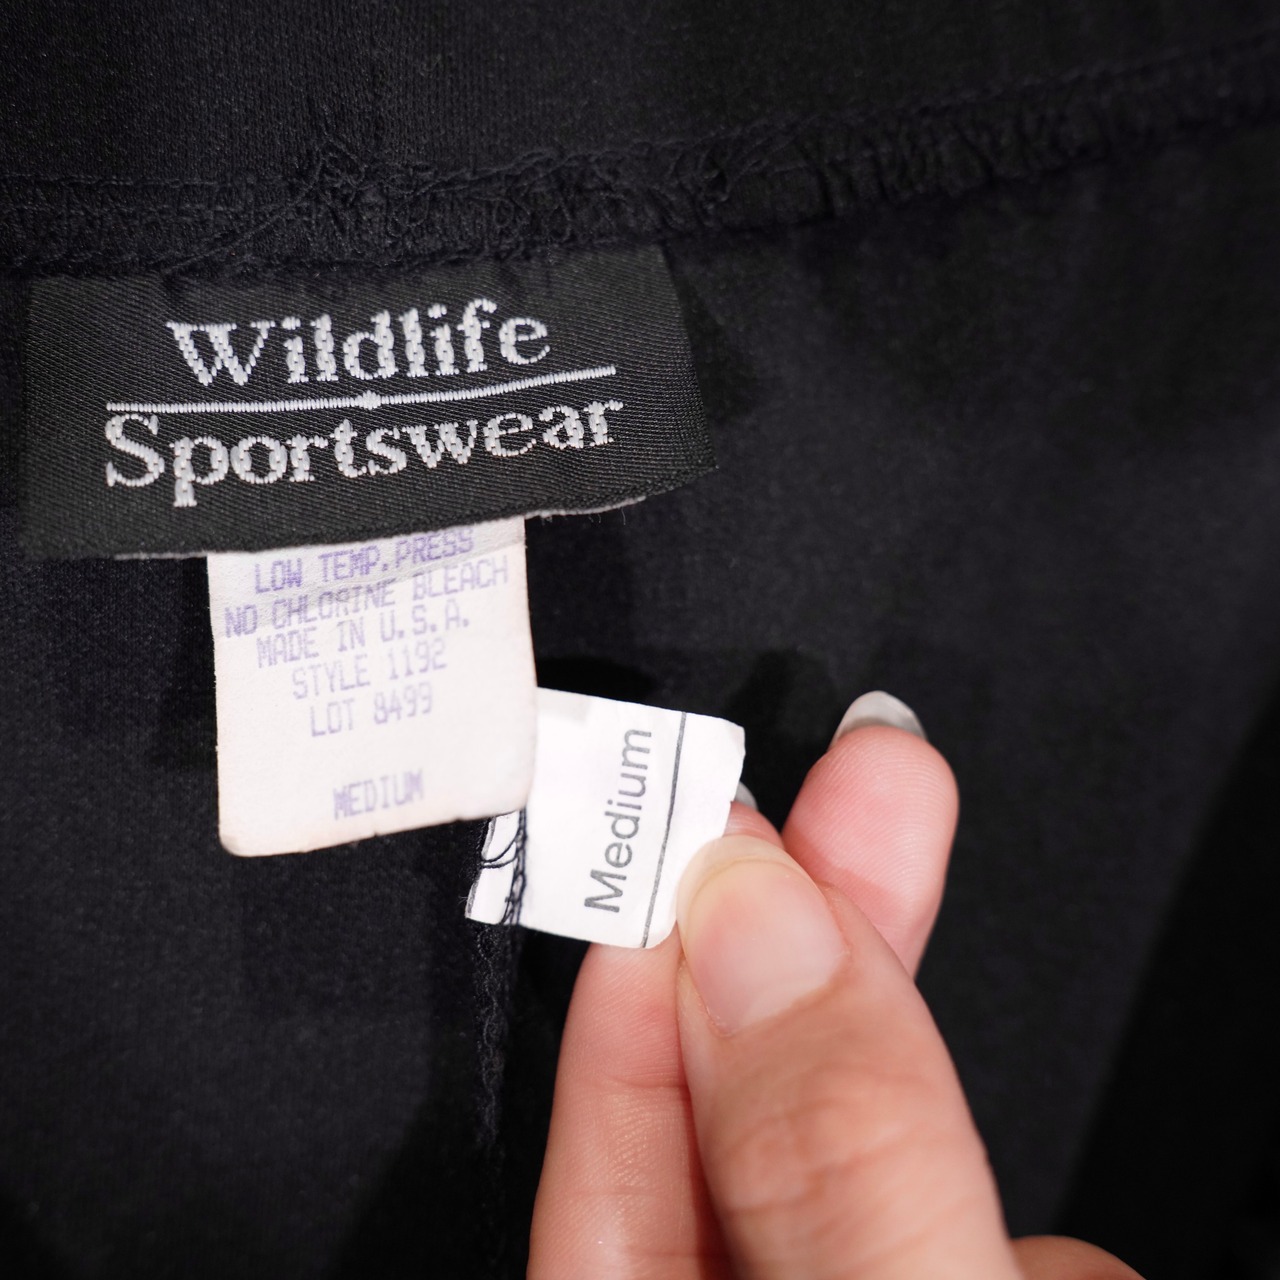 Wildlife
Sportswear
LOW TEMP. PRESS
NO CHLORINE BLEACH
MADE IN U.S.A.
STYLE 1192
LOT 8499
MEDIUM
Medium